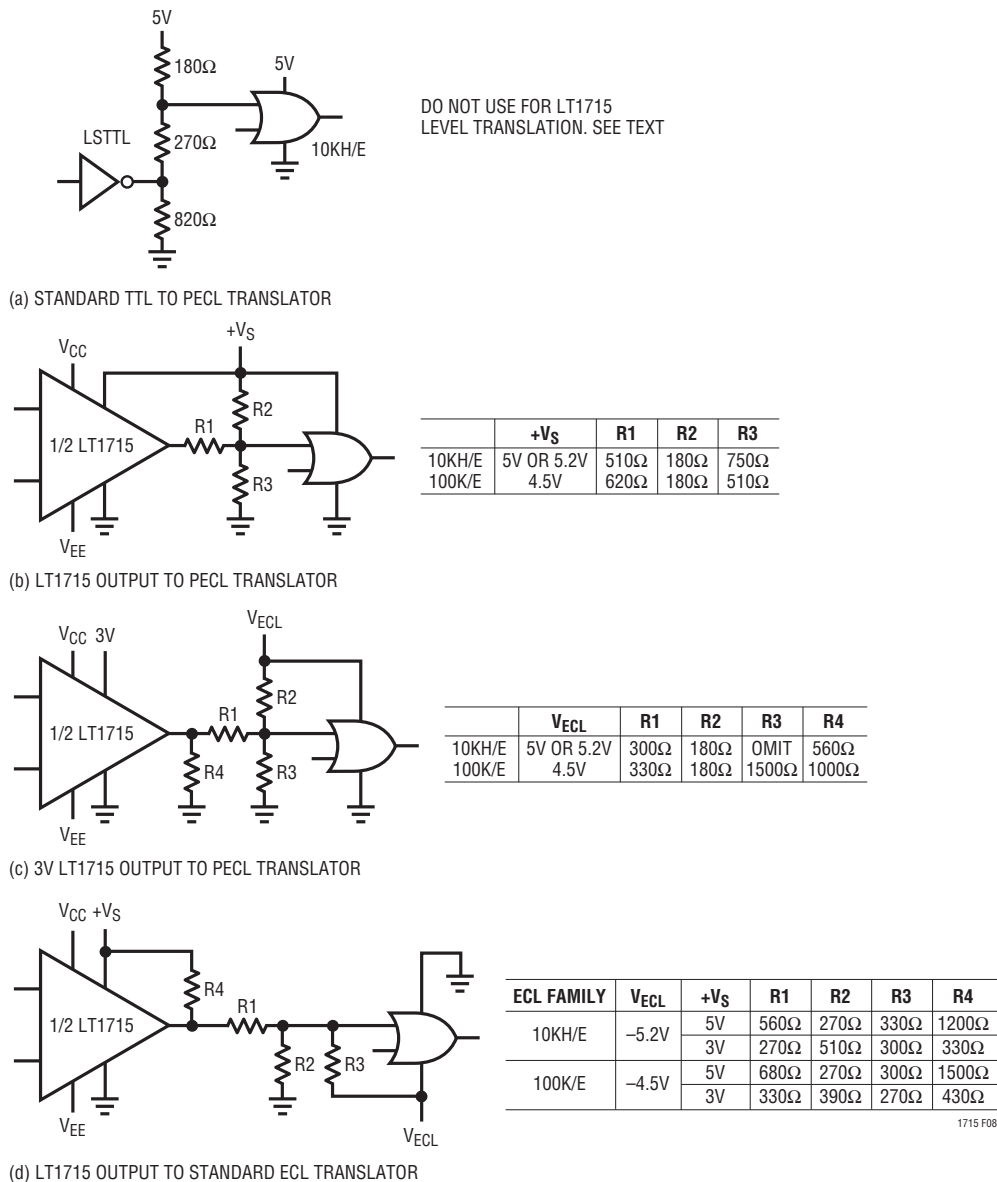 5V
180Ω
5V
DO NOT USE FOR LT1715
LEVEL TRANSLATION. SEE TEXT
LSTTL
270Ω
10KH/E
820Ω
(a) STANDARD TTL TO PECL TRANSLATOR
+VS
VCC
R2
R1
1/2 LT1715
R3
VEE
+VS R1 R2 R3
10KH/E 5V OR 5.2V 510Ω 180Ω 750Ω
100K/E 4.5V 620Ω 180Ω 510Ω
(b) LT1715 OUTPUT TO PECL TRANSLATOR
VECL
VCC 3V
R2
R1
1/2 LT1715
R4
R3
VEE
VECL R1 R2 R3 R4
10KH/E 5V OR 5.2V 300Ω 180Ω OMIT 560Ω
100K/E 4.5V 330Ω 180Ω 1500Ω 1000Ω
(c) 3V LT1715 OUTPUT TO PECL TRANSLATOR
VCC +VS
R4
R1
1/2 LT1715
R2
R3
VEE
VECL
ECL FAMILY VECL +VS R1 R2 R3 R4
10KH/E –5.2V 5V 560Ω 270Ω 330Ω 1200Ω
3V 270Ω 510Ω 300Ω 330Ω
100K/E –4.5V 5V 680Ω 270Ω 300Ω 1500Ω
3V 330Ω 390Ω 270Ω 430Ω
1715 F08
(d) LT1715 OUTPUT TO STANDARD ECL TRANSLATOR